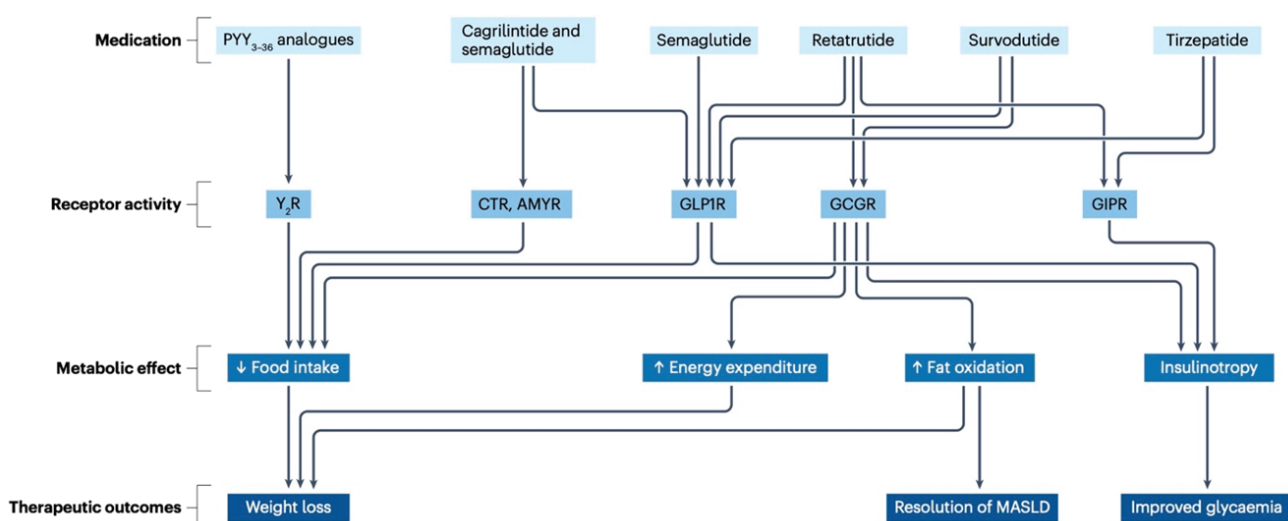 Medication
PYY3–36 analogues
Cagrilintide and
semaglutide
Semaglutide
Retatrutide
Survodutide
Tirzepatide
Receptor activity
Y2R
CTR, AMYR
GLP1R
GCGR
GIPR
Metabolic effect
↓ Food intake
↑ Energy expenditure
↑ Fat oxidation
Insulinotropy
Therapeutic outcomes
Weight loss
Resolution of MASLD
Improved glycaemia